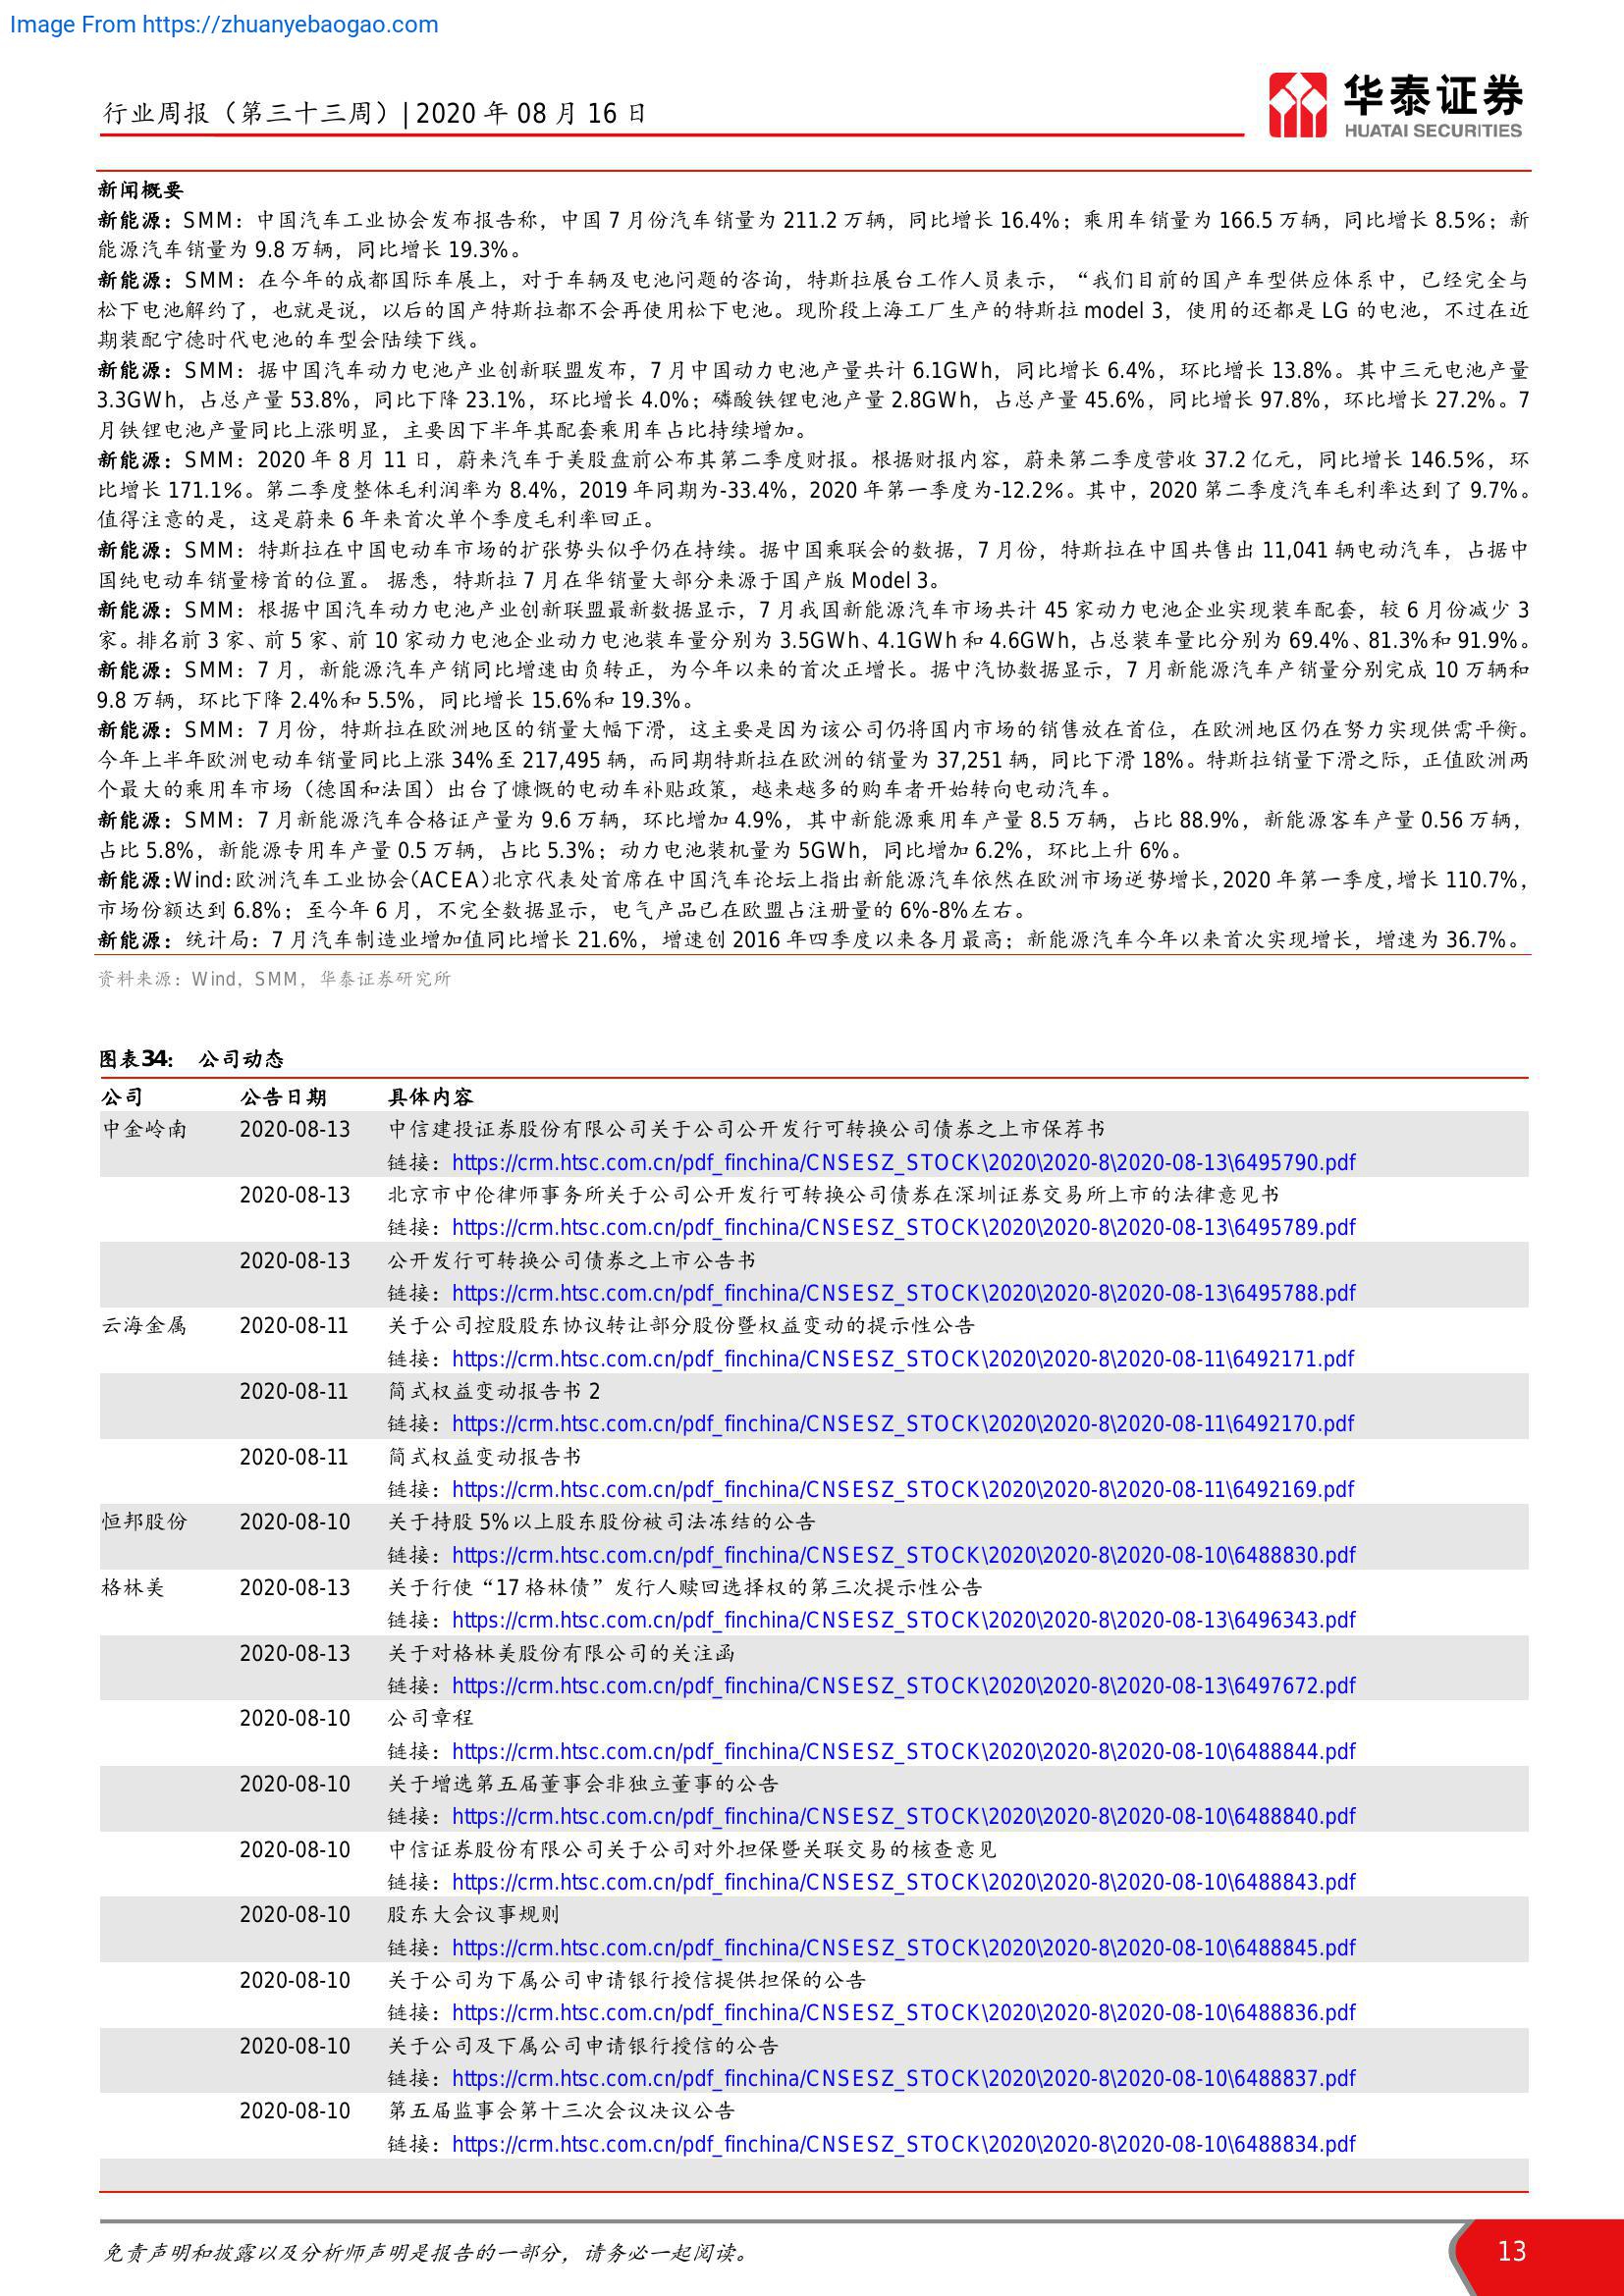 Image From https://zhuanyebaogao.com
行业周报（第三十三周）| 2020 年 08 月 16 日
华泰证券
HUATAI SECURITIES
新闻概要
新能源：SMM：中国汽车工业协会发布报告称，中国 7 月份汽车销量为 211.2 万辆，同比增长 16.4%；乘用车销量为 166.5 万辆，同比增长 8.5%；新
能源汽车销量为 9.8 万辆，同比增长 19.3%。
新能源：SMM：在今年的成都国际车展上，对于车辆及电池问题的咨询，特斯拉展台工作人员表示，“我们目前的国产车型供应体系中，已经完全与
松下电池解约了，也就是说，以后的国产特斯拉都不会再使用松下电池。现阶段上海工厂生产的特斯拉 model 3，使用的还都是 LG 的电池，不过在近
期装配宁德时代电池的车型会陆续下线。
新能源：SMM：据中国汽车动力电池产业创新联盟发布，7 月中国动力电池产量共计 6.1GWh，同比增长 6.4%，环比增长 13.8%。其中三元电池产量
3.3GWh，占总产量 53.8%，同比下降 23.1%，环比增长 4.0%；磷酸铁锂电池产量 2.8GWh，占总产量 45.6%，同比增长 97.8%，环比增长 27.2%。7
月铁锂电池产量同比上涨明显，主要因下半年其配套乘用车占比持续增加。
新能源：SMM：2020 年 8 月 11 日，蔚来汽车于美股盘前公布其第二季度财报。根据财报内容，蔚来第二季度营收 37.2 亿元，同比增长 146.5%，环
比增长 171.1%。第二季度整体毛利润率为 8.4%，2019 年同期为-33.4%，2020 年第一季度为-12.2%。其中，2020 第二季度汽车毛利率达到了 9.7%。
值得注意的是，这是蔚来 6 年来首次单个季度毛利率回正。
新能源：SMM：特斯拉在中国电动车市场的扩张势头似乎仍在持续。据中国乘联会的数据，7 月份，特斯拉在中国共售出 11,041 辆电动汽车，占据中
国纯电动车销量榜首的位置。 据悉，特斯拉 7 月在华销量大部分来源于国产版 Model 3。
新能源：SMM：根据中国汽车动力电池产业创新联盟最新数据显示，7 月我国新能源汽车市场共计 45 家动力电池企业实现装车配套，较 6 月份减少 3
家。排名前 3 家、前 5 家、前 10 家动力电池企业动力电池装车量分别为 3.5GWh、4.1GWh 和 4.6GWh，占总装车量比分别为 69.4%、81.3%和 91.9%。
新能源：SMM：7 月，新能源汽车产销同比增速由负转正，为今年以来的首次正增长。据中汽协数据显示，7 月新能源汽车产销量分别完成 10 万辆和
9.8 万辆，环比下降 2.4%和 5.5%，同比增长 15.6%和 19.3%。
新能源：SMM：7 月份，特斯拉在欧洲地区的销量大幅下滑，这主要是因为该公司仍将国内市场的销售放在首位，在欧洲地区仍在努力实现供需平衡。
今年上半年欧洲电动车销量同比上涨 34%至 217,495 辆，而同期特斯拉在欧洲的销量为 37,251 辆，同比下滑 18%。特斯拉销量下滑之际，正值欧洲两
个最大的乘用车市场（德国和法国）出台了慷慨的电动车补贴政策，越来越多的购车者开始转向电动汽车。
新能源：SMM：7 月新能源汽车合格证产量为 9.6 万辆，环比增加 4.9%，其中新能源乘用车产量 8.5 万辆，占比 88.9%，新能源客车产量 0.56 万辆，
占比 5.8%，新能源专用车产量 0.5 万辆，占比 5.3%；动力电池装机量为 5GWh，同比增加 6.2%，环比上升 6%。
新能源：Wind：欧洲汽车工业协会（ACEA）北京代表处首席在中国汽车论坛上指出新能源汽车依然在欧洲市场逆势增长，2020 年第一季度，增长 110.7%，
市场份额达到 6.8%；至今年 6 月，不完全数据显示，电气产品已在欧盟占注册量的 6%-8%左右。
新能源：统计局：7 月汽车制造业增加值同比增长 21.6%，增速创 2016 年四季度以来各月最高；新能源汽车今年以来首次实现增长，增速为 36.7%。
资料来源：Wind，SMM，华泰证券研究所
图表34： 公司动态
公司 公告日期 具体内容
中金岭南 2020-08-13 中信建投证券股份有限公司关于公司公开发行可转换公司债券之上市保荐书
链接：https://crm.htsc.com.cn/pdf_finchina/CNSESZ_STOCK\2020\2020-8\2020-08-13\6495790.pdf
2020-08-13 北京市中伦律师事务所关于公司公开发行可转换公司债券在深圳证券交易所上市的法律意见书
链接：https://crm.htsc.com.cn/pdf_finchina/CNSESZ_STOCK\2020\2020-8\2020-08-13\6495789.pdf
2020-08-13 公开发行可转换公司债券之上市公告书
链接：https://crm.htsc.com.cn/pdf_finchina/CNSESZ_STOCK\2020\2020-8\2020-08-13\6495788.pdf
云海金属 2020-08-11 关于公司控股股东协议转让部分股份暨权益变动的提示性公告
链接：https://crm.htsc.com.cn/pdf_finchina/CNSESZ_STOCK\2020\2020-8\2020-08-11\6492171.pdf
2020-08-11 简式权益变动报告书 2
链接：https://crm.htsc.com.cn/pdf_finchina/CNSESZ_STOCK\2020\2020-8\2020-08-11\6492170.pdf
2020-08-11 简式权益变动报告书
链接：https://crm.htsc.com.cn/pdf_finchina/CNSESZ_STOCK\2020\2020-8\2020-08-11\6492169.pdf
恒邦股份 2020-08-10 关于持股 5%以上股东股份被司法冻结的公告
链接：https://crm.htsc.com.cn/pdf_finchina/CNSESZ_STOCK\2020\2020-8\2020-08-10\6488830.pdf
格林美 2020-08-13 关于行使“17 格林债”发行人赎回选择权的第三次提示性公告
链接：https://crm.htsc.com.cn/pdf_finchina/CNSESZ_STOCK\2020\2020-8\2020-08-13\6496343.pdf
2020-08-13 关于对格林美股份有限公司的关注函
链接：https://crm.htsc.com.cn/pdf_finchina/CNSESZ_STOCK\2020\2020-8\2020-08-13\6497672.pdf
2020-08-10 公司章程
链接：https://crm.htsc.com.cn/pdf_finchina/CNSESZ_STOCK\2020\2020-8\2020-08-10\6488844.pdf
2020-08-10 关于增选第五届董事会非独立董事的公告
链接：https://crm.htsc.com.cn/pdf_finchina/CNSESZ_STOCK\2020\2020-8\2020-08-10\6488840.pdf
2020-08-10 中信证券股份有限公司关于公司对外担保暨关联交易的核查意见
链接：https://crm.htsc.com.cn/pdf_finchina/CNSESZ_STOCK\2020\2020-8\2020-08-10\6488843.pdf
2020-08-10 股东大会议事规则
链接：https://crm.htsc.com.cn/pdf_finchina/CNSESZ_STOCK\2020\2020-8\2020-08-10\6488845.pdf
2020-08-10 关于公司为下属公司申请银行授信提供担保的公告
链接：https://crm.htsc.com.cn/pdf_finchina/CNSESZ_STOCK\2020\2020-8\2020-08-10\6488836.pdf
2020-08-10 关于公司及下属公司申请银行授信的公告
链接：https://crm.htsc.com.cn/pdf_finchina/CNSESZ_STOCK\2020\2020-8\2020-08-10\6488837.pdf
2020-08-10 第五届监事会第十三次会议决议公告
链接：https://crm.htsc.com.cn/pdf_finchina/CNSESZ_STOCK\2020\2020-8\2020-08-10\6488834.pdf
免责声明和披露以及分析师声明是报告的一部分，请务必一起阅读。
13